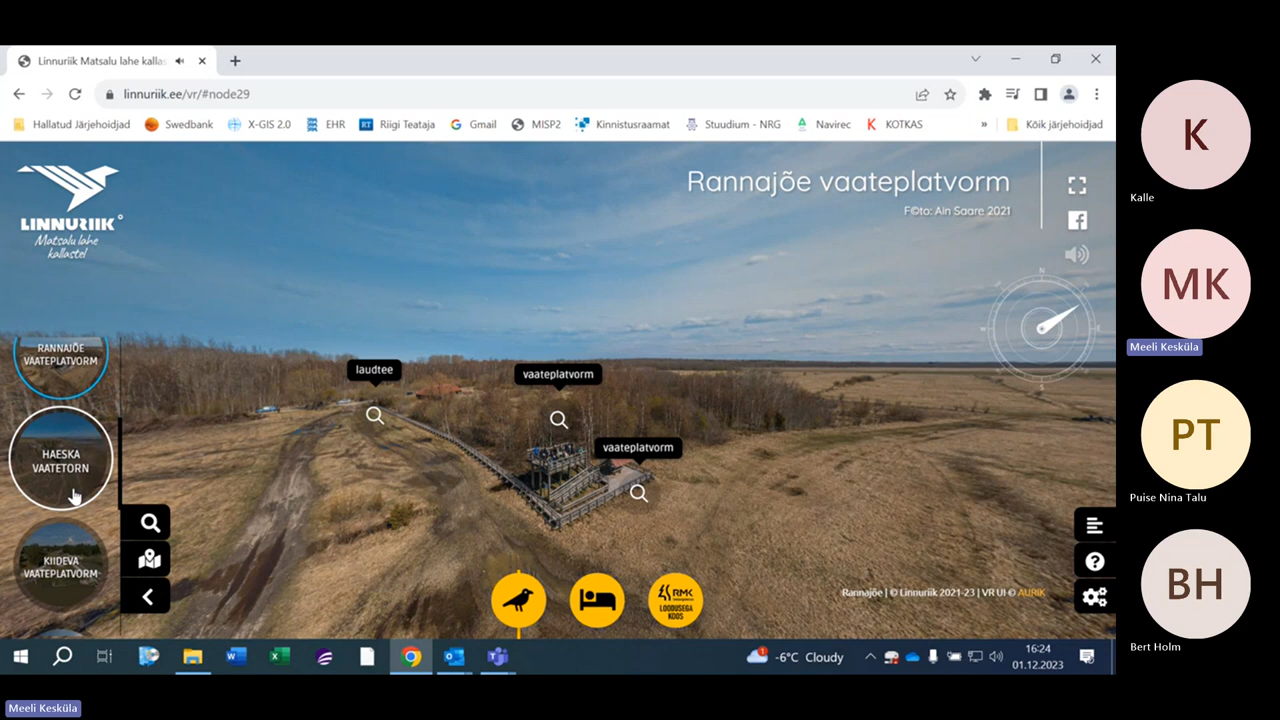 Linnuriik Matsalu lahe kallas
linnuriik.ee/vr/#node29
Hallatud Järjehoidjad
Swedbank
X-GIS 2.0
EHR
RT
Riigi Teataja
Gmail
MISP2
Kinnistusraamat
Stuudium - NRG
Navirec
K
KOTKAS
»
Kõik järjehoidjad
LINNURIIK
Matsalu lahe
kallastel
Rannajõe vaateplatvorm
F©to: Ain Saare 2021
N
E
S
W
RANNAJÕE
VAATEPLATVORM
HAESKA
VAATETORN
KIIDEVA
VAATEPLATVORM
laudtee
vaateplatvorm
vaateplatvorm
RMK
LOODUSEGA
KOOS
Rannajõe | © Linnuriik 2021-23 | VR UI © AURIK
1
-6°C Cloudy
16:24
01.12.2023
K
Kalle
MK
Meeli Kesküla
PT
Puise Nina Talu
BH
Bert Holm
Meeli Kesküla